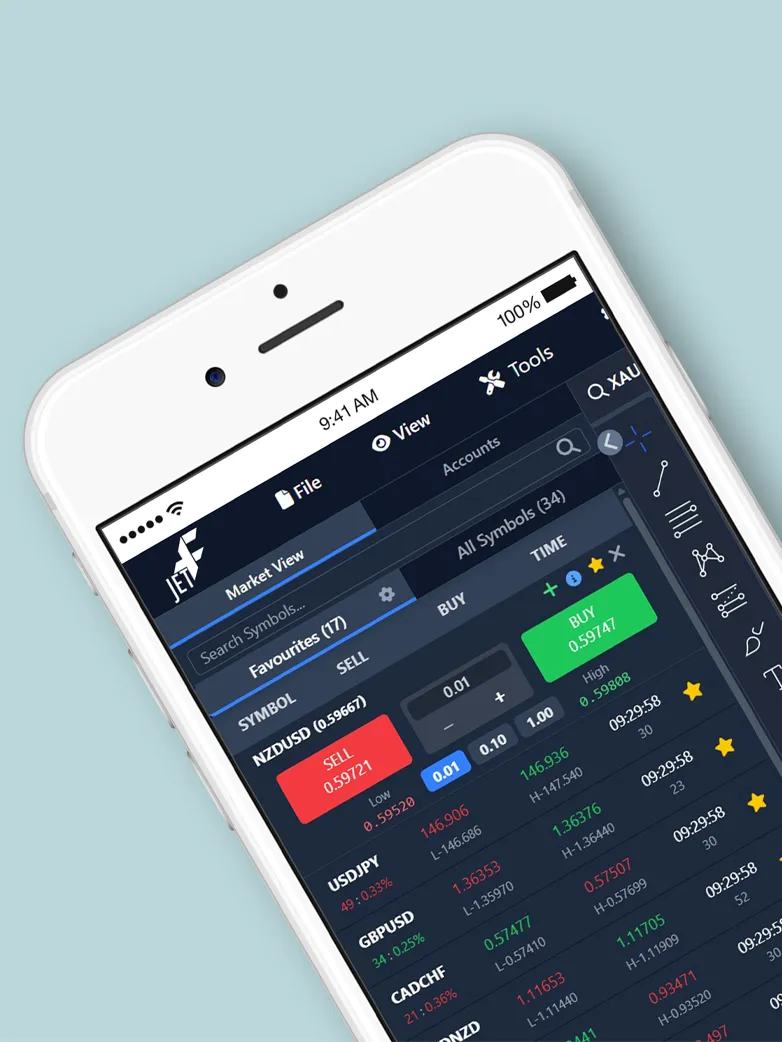 100%
9:41 AM
File
View
Tools
XAU
JET
Market View
Accounts
Search Symbols...
Favourites (17)
All Symbols (34)
SYMBOL
SELL
BUY
TIME
NZDUSD (0.59667)
SELL
0.59721
0.01
–
+
BUY
0.59747
Low
0.59520
0.01
0.10
1.00
High
0.59808
USDJPY
146.906
146.936
09:29:58
49 : 0.33%
L-146.686
H-147.540
30
GBPUSD
1.36353
1.36376
09:29:58
34 : 0.25%
L-1.35970
H-1.36440
23
CADCHF
0.57477
0.57507
09:29:58
21 : 0.36%
L-0.57410
H-0.57699
30
1.11653
1.11705
09:29:58
L-1.11440
H-1.11909
52
0.93471
09:29:5
H-0.93520
30